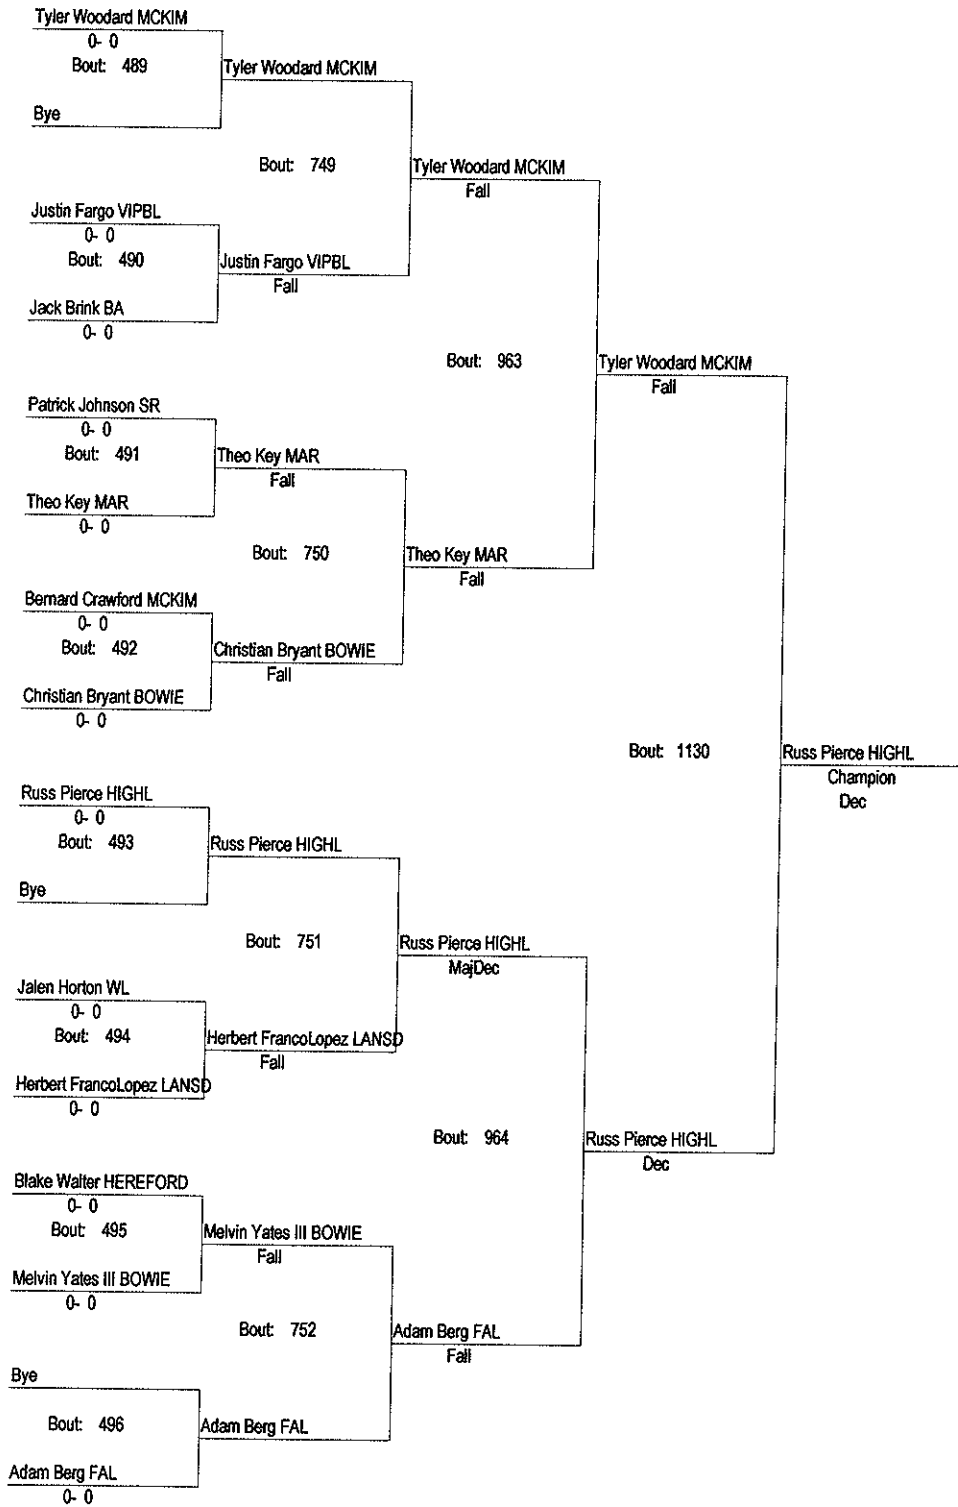 Tyler Woodard MCKIM
0- 0
Bout: 489
Tyler Woodard MCKIM
Bye
Bout: 749
Tyler Woodard MCKIM
Fall
Justin Fargo VIPBL
0- 0
Bout: 490
Justin Fargo VIPBL
Fall
Jack Brink BA
0- 0
Bout: 963
Tyler Woodard MCKIM
Fall
Patrick Johnson SR
0- 0
Bout: 491
Theo Key MAR
Fall
Theo Key MAR
0- 0
Bout: 750
Theo Key MAR
Fall
Bernard Crawford MCKIM
0- 0
Bout: 492
Christian Bryant BOWIE
Fall
Christian Bryant BOWIE
0- 0
Bout: 1130
Russ Pierce HIGHL
Champion
Dec
Russ Pierce HIGHL
0- 0
Bout: 493
Russ Pierce HIGHL
Bye
Bout: 751
Russ Pierce HIGHL
MajDec
Jalen Horton WL
0- 0
Bout: 494
Herbert FrancoLopez LANSD
Fall
Herbert FrancoLopez LANSD
0- 0
Bout: 964
Russ Pierce HIGHL
Dec
Blake Walter HEREFORD
0- 0
Bout: 495
Melvin Yates III BOWIE
Fall
Melvin Yates III BOWIE
0- 0
Bout: 752
Adam Berg FAL
Fall
Bye
Bout: 496
Adam Berg FAL
Adam Berg FAL
0- 0